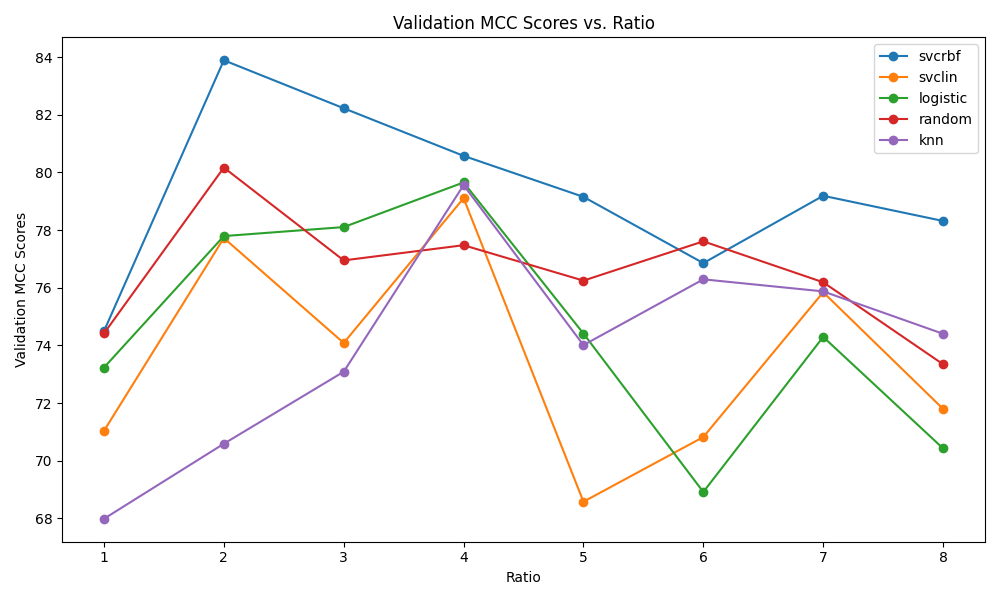 Validation MCC Scores vs. Ratio
svcrbf
svclin
logistic
random
knn
Validation MCC Scores
84
82
80
78
76
74
72
70
68
1 2 3 4 5 6 7 8
Ratio